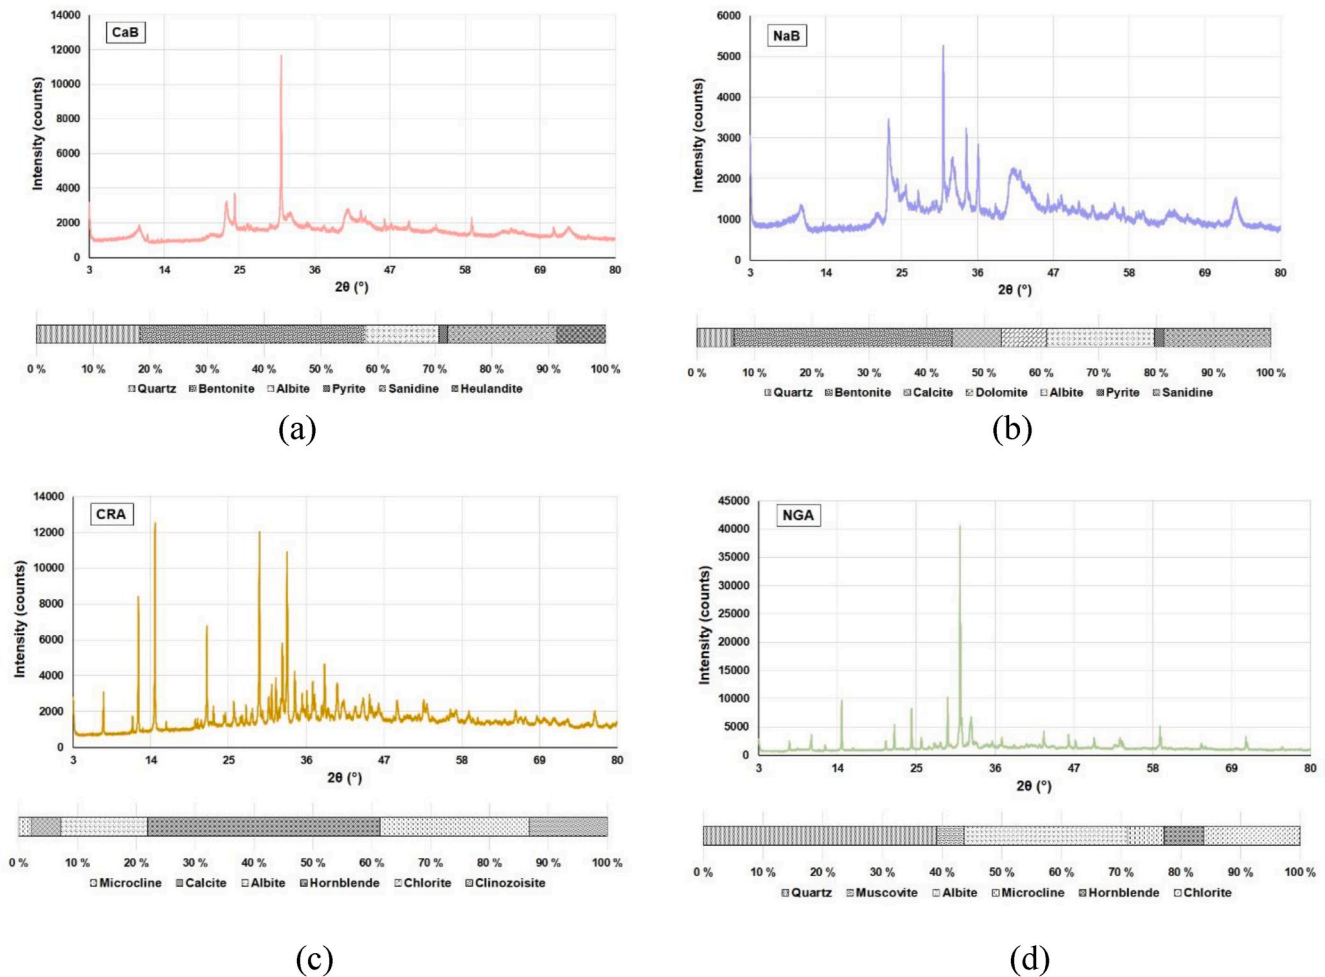 CaB
Intensity (counts)
14000
12000
10000
8000
6000
4000
2000
0
3 14 25 36 47 58 69 80
2θ (°)
0 % 10 % 20 % 30 % 40 % 50 % 60 % 70 % 80 % 90 % 100 %
Quartz Bentonite Albite Pyrite Sanidine Heulandite
(a)
NaB
Intensity (counts)
6000
5000
4000
3000
2000
1000
0
3 14 25 36 47 58 69 80
2θ (°)
0 % 10 % 20 % 30 % 40 % 50 % 60 % 70 % 80 % 90 % 100 %
Quartz Bentonite Calcite Dolomite Albite Pyrite Sanidine
(b)
CRA
Intensity (counts)
14000
12000
10000
8000
6000
4000
2000
0
3 14 25 36 47 58 69 80
2θ (°)
0 % 10 % 20 % 30 % 40 % 50 % 60 % 70 % 80 % 90 % 100 %
Microcline Calcite Albite Hornblende Chlorite Clinozoisite
(c)
NGA
Intensity (counts)
45000
40000
35000
30000
25000
20000
15000
10000
5000
0
3 14 25 36 47 58 69 80
2θ (°)
0 % 10 % 20 % 30 % 40 % 50 % 60 % 70 % 80 % 90 % 100 %
Quartz Muscovite Albite Microcline Hornblende Chlorite
(d)